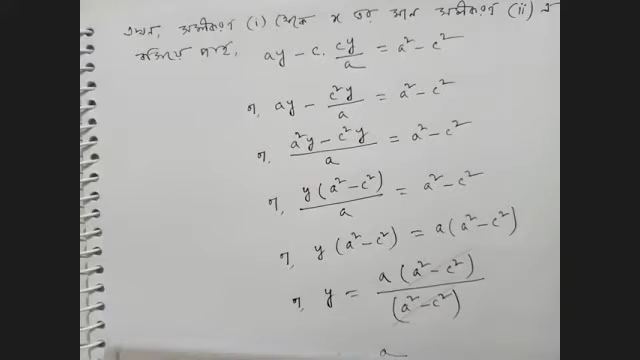 এখন, সমীকরণ (i) থেকে x এর মান সমীকরণ (ii) এ
বসিয়ে পাই, ay - c. cy/a = a² - c²
বা, ay - c²y/a = a² - c²
বা, (a²y - c²y)/a = a² - c²
বা, y(a² - c²)/a = a² - c²
বা, y(a² - c²) = a(a² - c²)
বা, y = a(a² - c²)/(a² - c²)
a